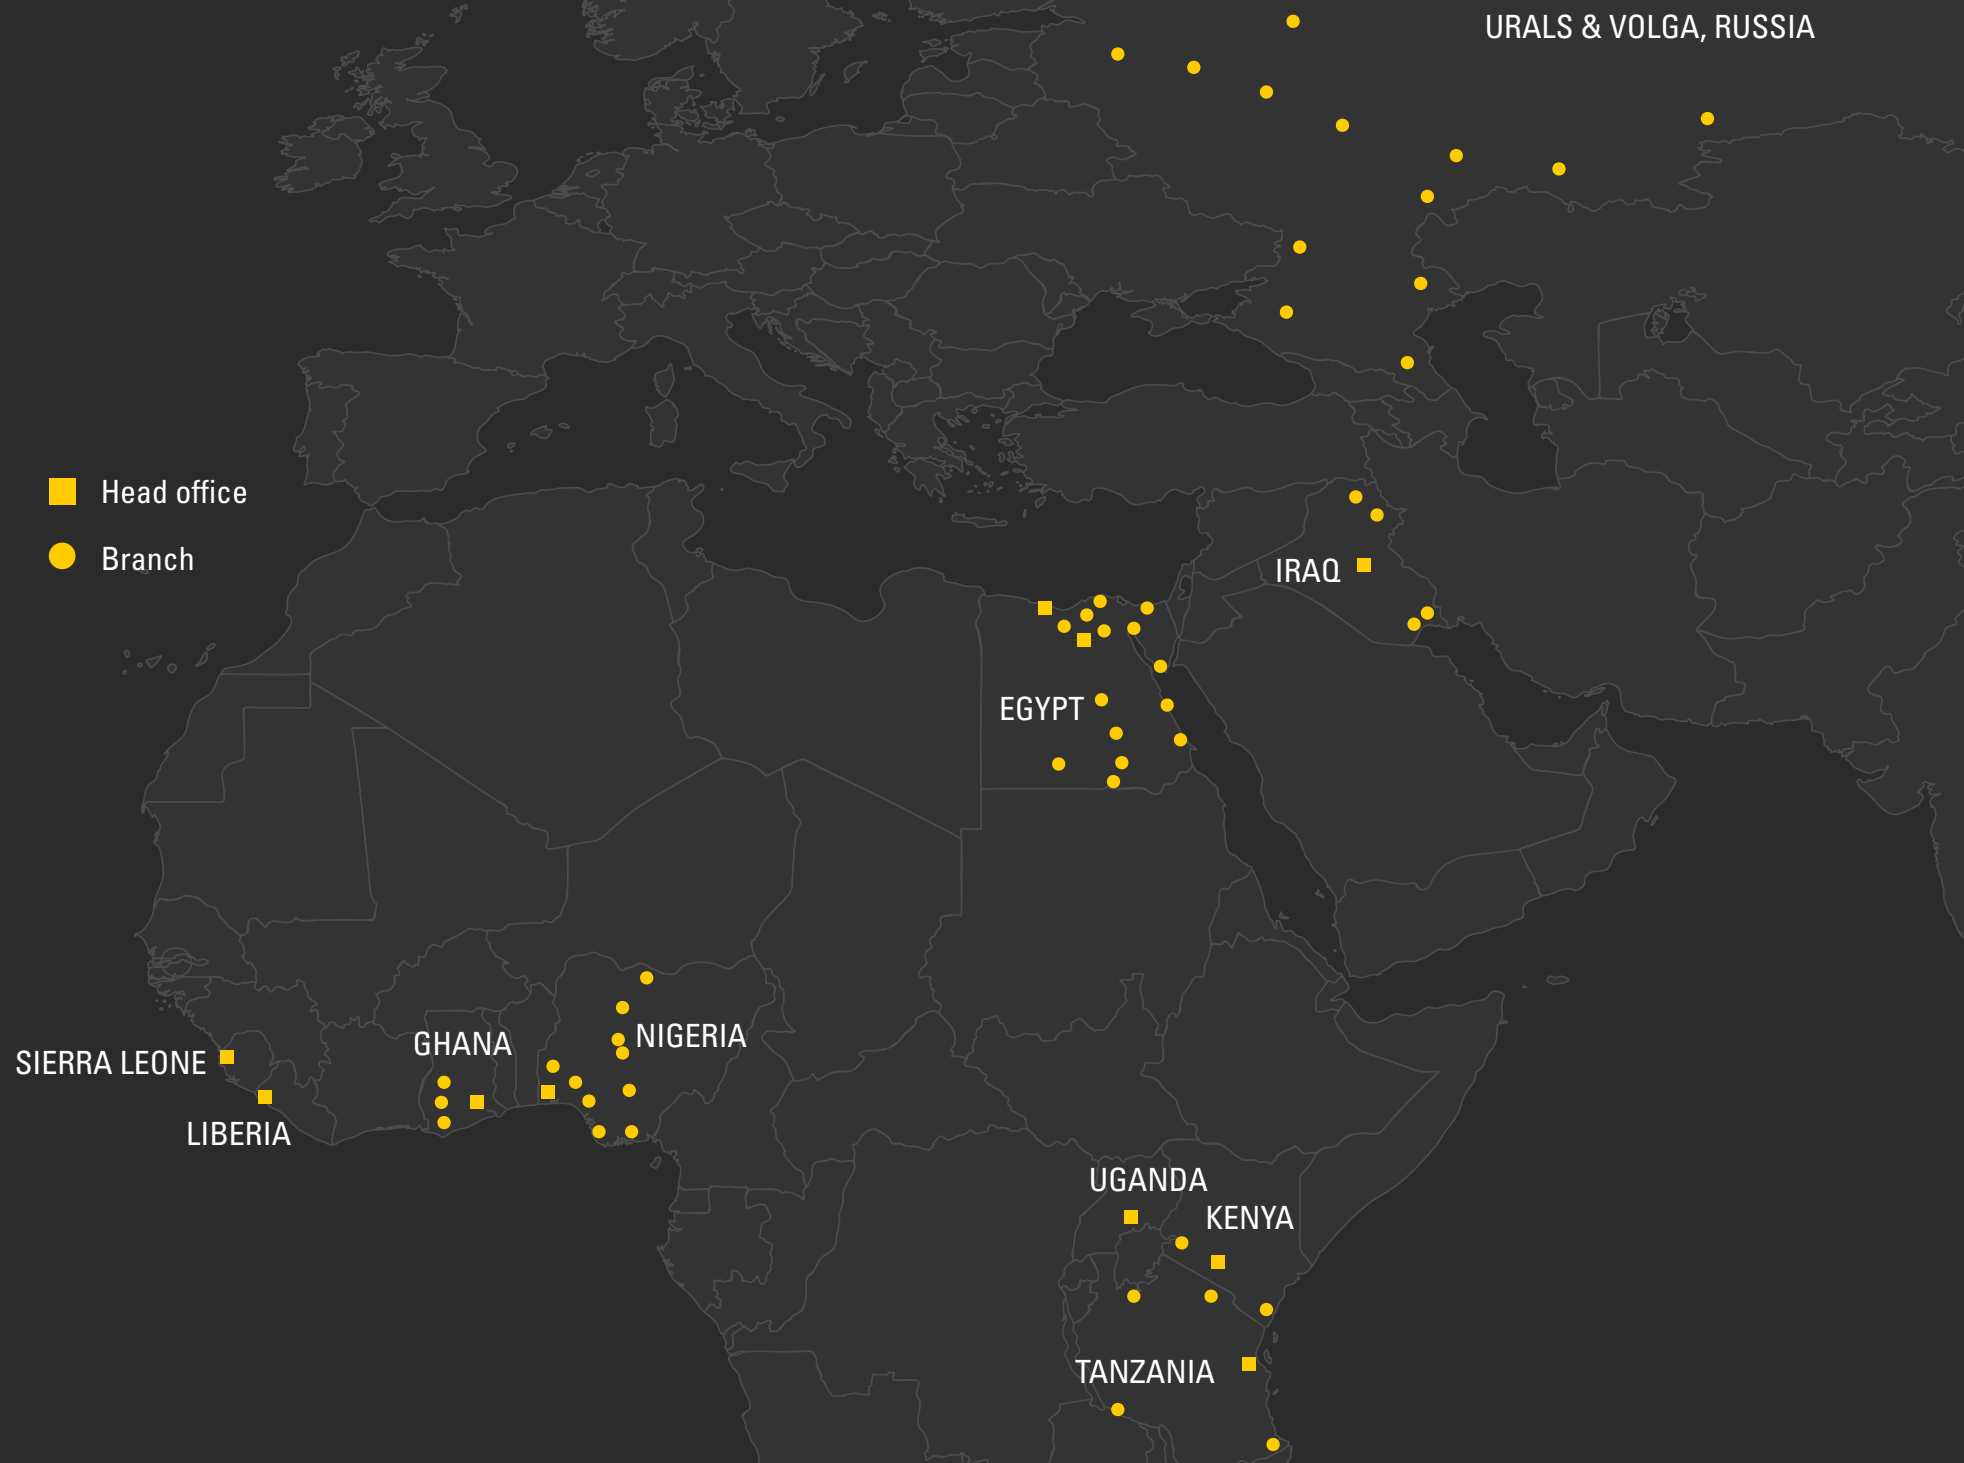 URALS & VOLGA, RUSSIA
Head office
Branch
IRAQ
EGYPT
NIGERIA
GHANA
SIERRA LEONE
LIBERIA
UGANDA
KENYA
TANZANIA